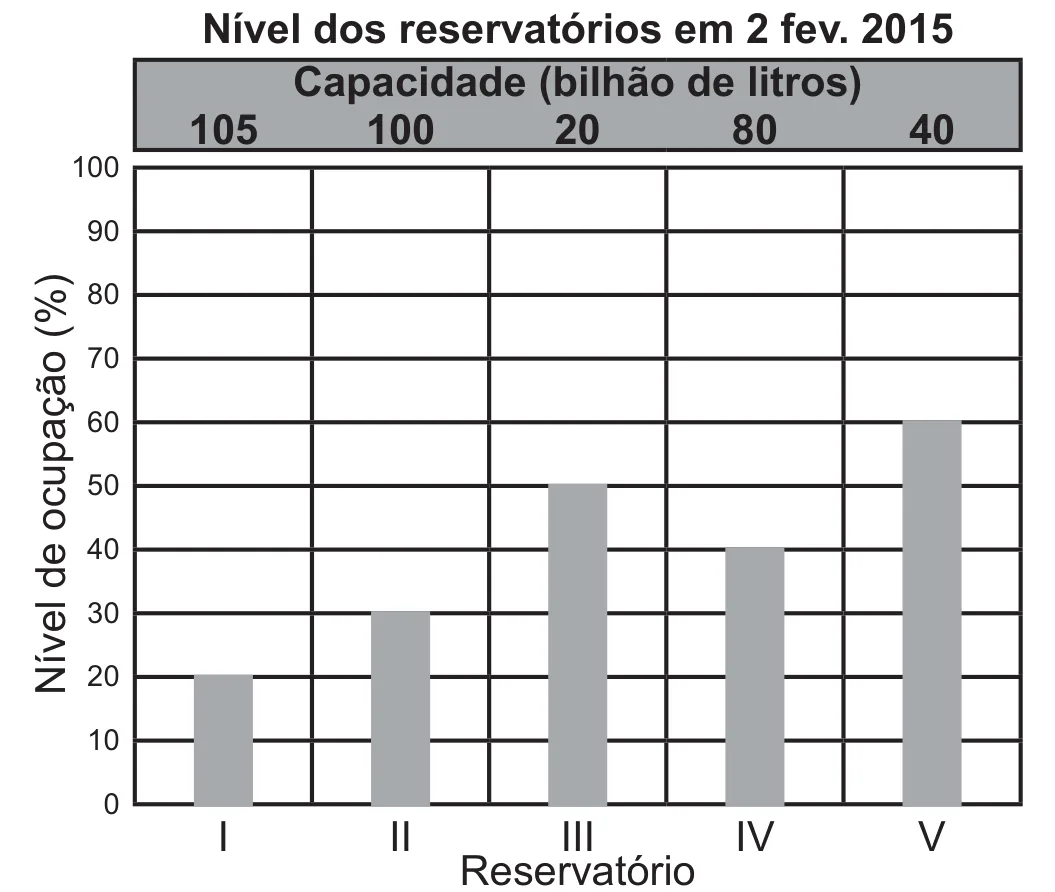 Nível dos reservatórios em 2 fev. 2015
Capacidade (bilhão de litros)
105 100 20 80 40
100
90
80
70
60
50
40
30
20
10
0
Nível de ocupação (%)
I II III IV V
Reservatório